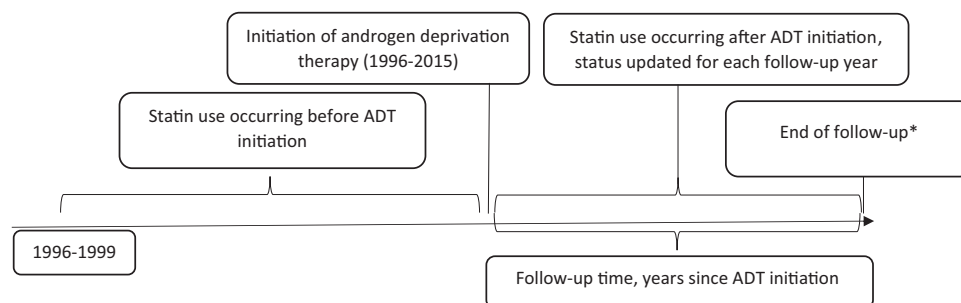 Initiation of androgen deprivation
therapy (1996-2015)
Statin use occurring after ADT initiation,
status updated for each follow-up year
Statin use occurring before ADT
initiation
End of follow-up*
1996-1999
Follow-up time, years since ADT initiation